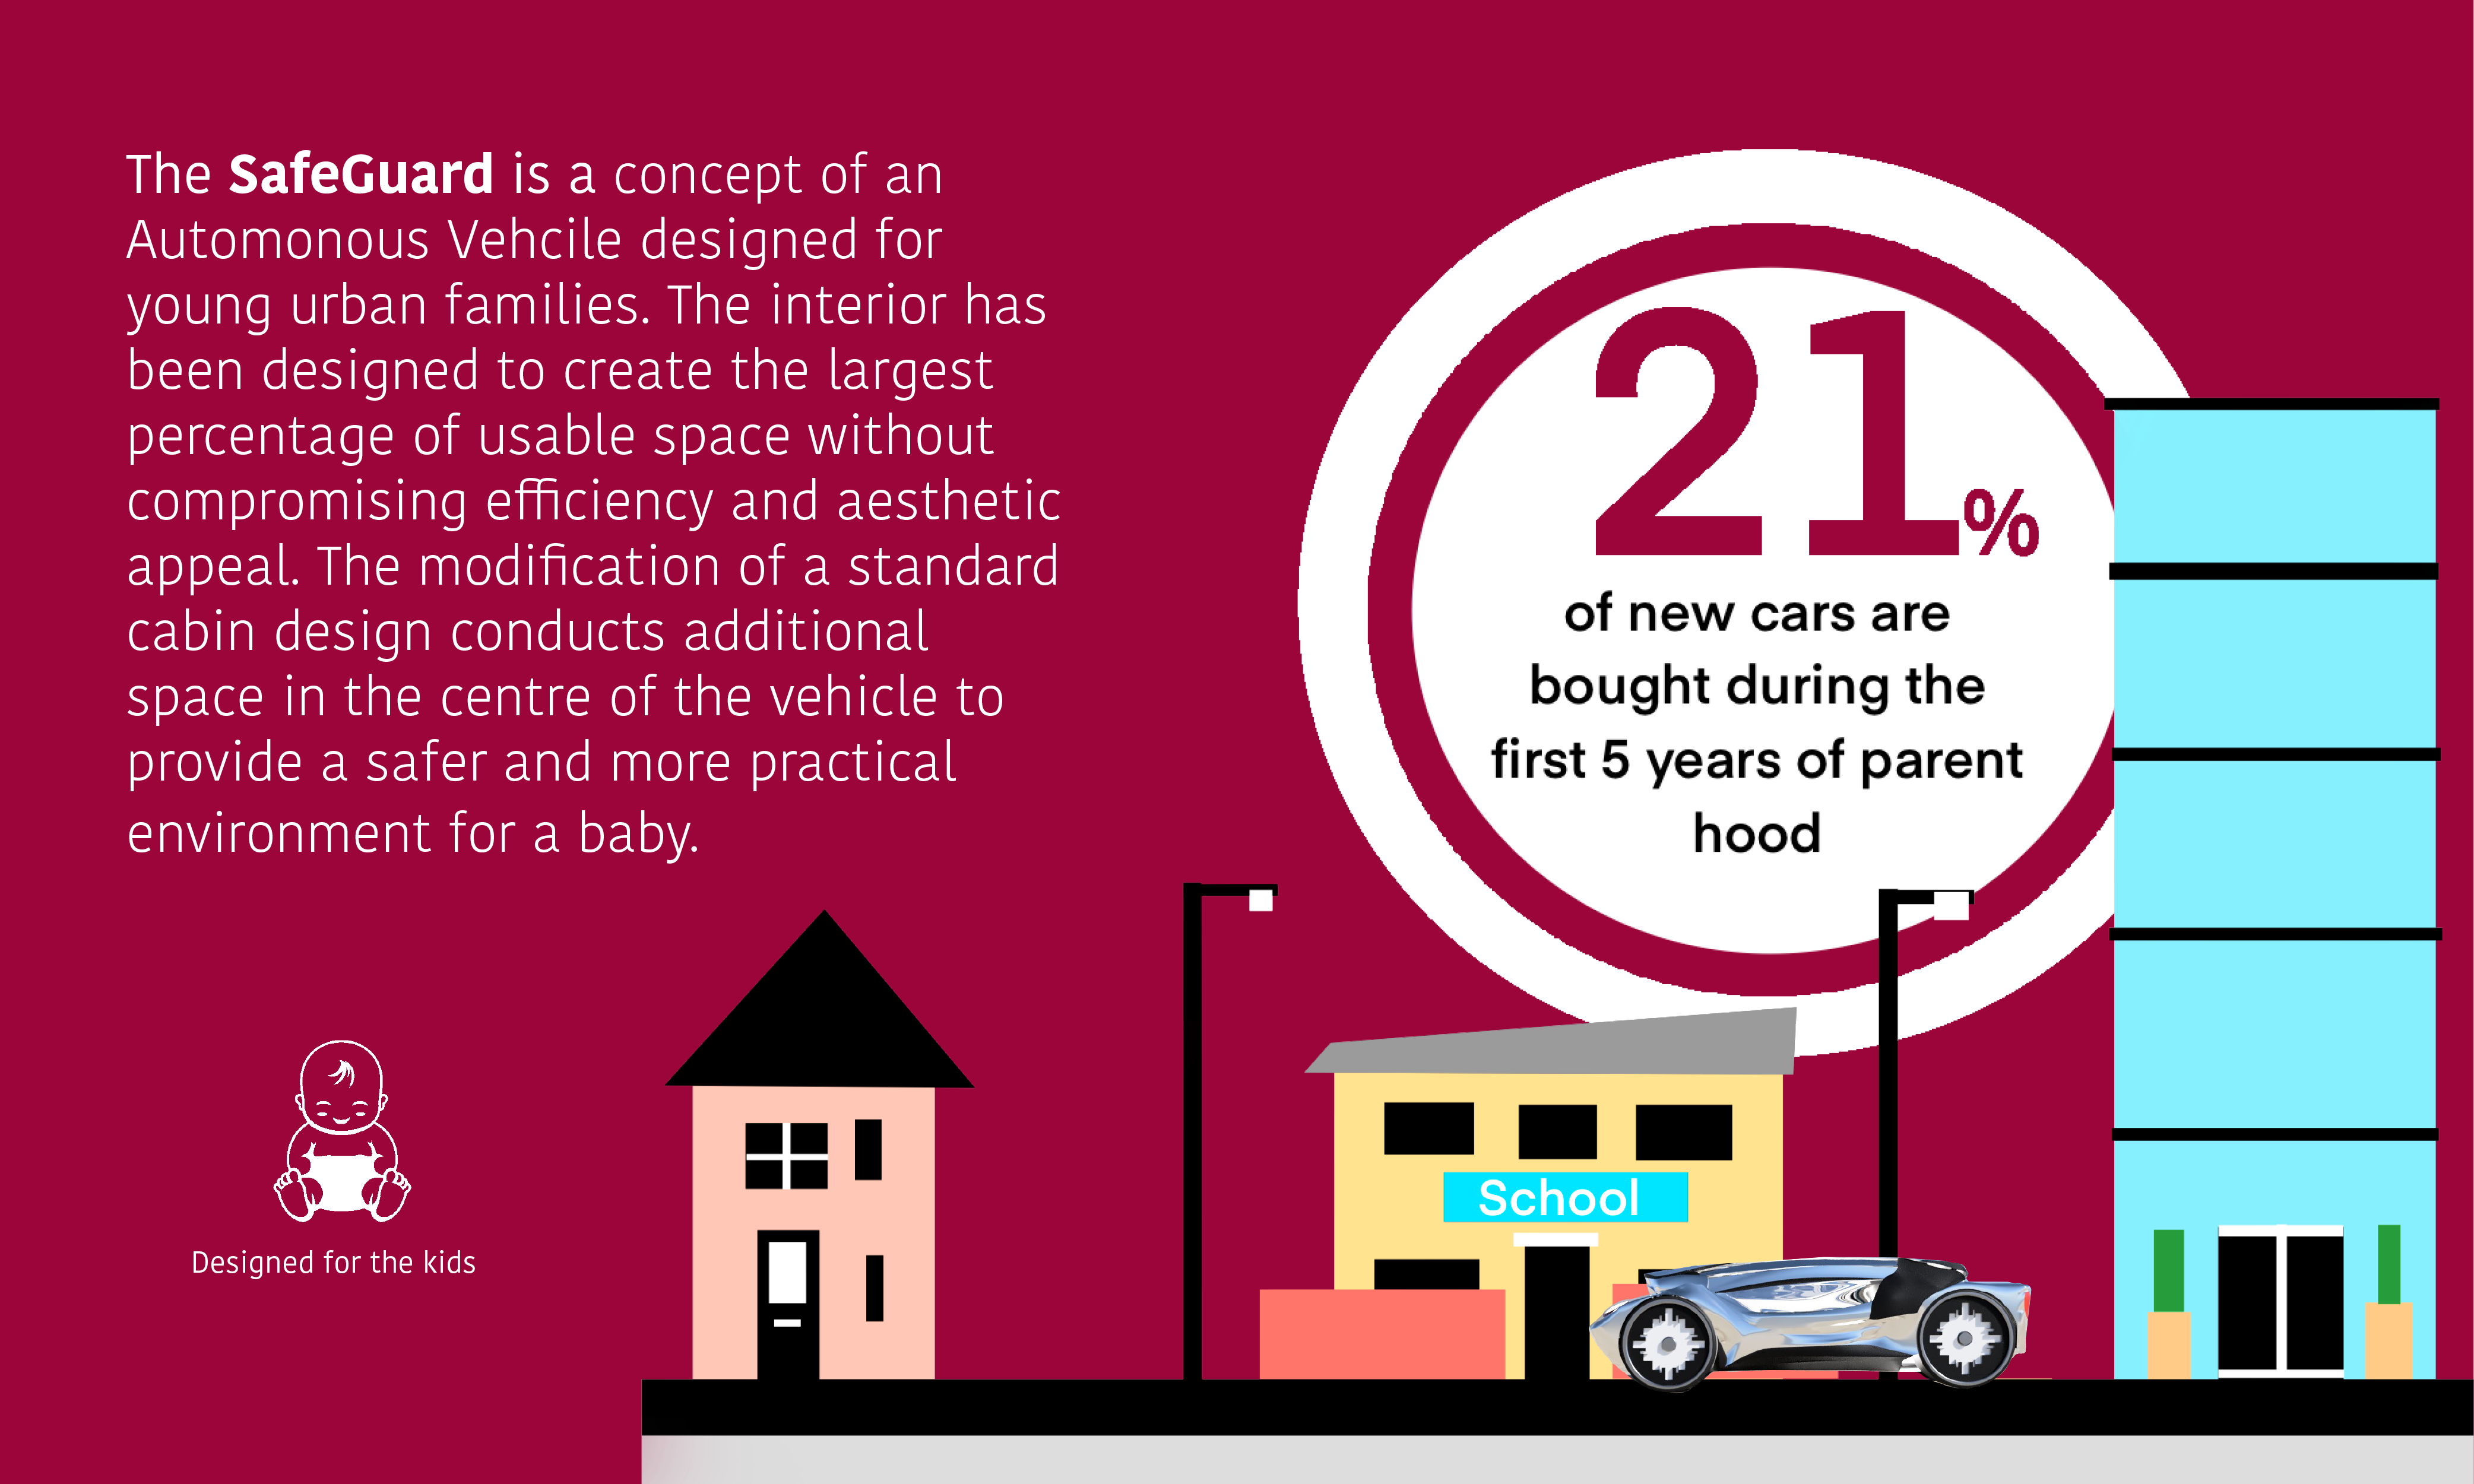 The SafeGuard is a concept of an
Automonous Vehcile designed for
young urban families. The interior has
been designed to create the largest
percentage of usable space without
compromising efficiency and aesthetic
appeal. The modification of a standard
cabin design conducts additional
space in the centre of the vehicle to
provide a safer and more practical
environment for a baby.
Designed for the kids
21%
of new cars are
bought during the
first 5 years of parent
hood
School